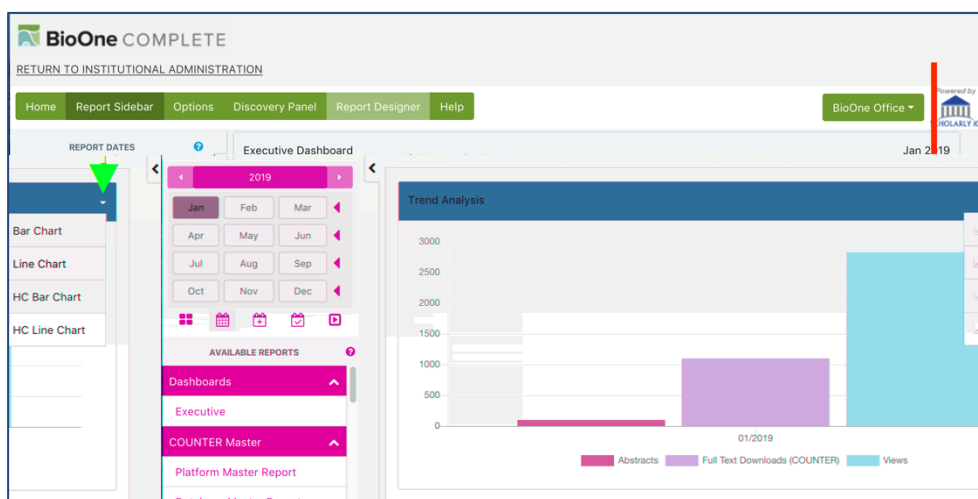 BioOne COMPLETE
RETURN TO INSTITUTIONAL ADMINISTRATION
Home Report Sidebar Options Discovery Panel Report Designer Help
BioOne Office
Powered by
REPORT DATES
Executive Dashboard
Jan 2019
2019
Jan Feb Mar
Apr May Jun
Jul Aug Sep
Oct Nov Dec
Bar Chart
Line Chart
HC Bar Chart
HC Line Chart
AVAILABLE REPORTS
Dashboards
Executive
COUNTER Master
Platform Master Report
Trend Analysis
3000
2500
2000
1500
1000
500
0
01/2019
Abstracts Full Text Downloads (COUNTER) Views